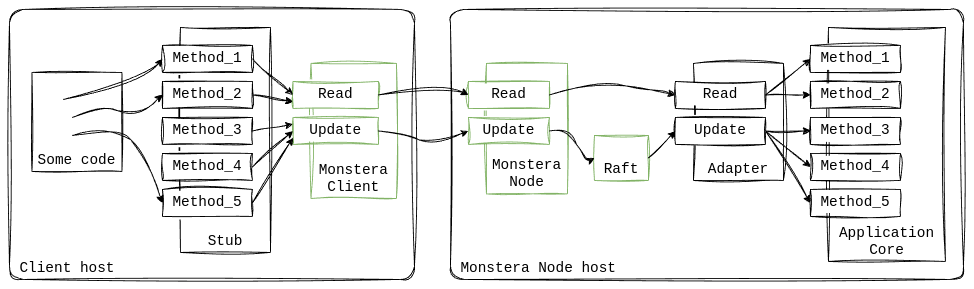 Some code
Method_1
Method_2
Method_3
Method_4
Method_5
Stub
Read
Update
Monstera
Client
Client host
Read
Update
Monstera
Node
Raft
Read
Update
Adapter
Method_1
Method_2
Method_3
Method_4
Method_5
Application
Core
Monstera Node host